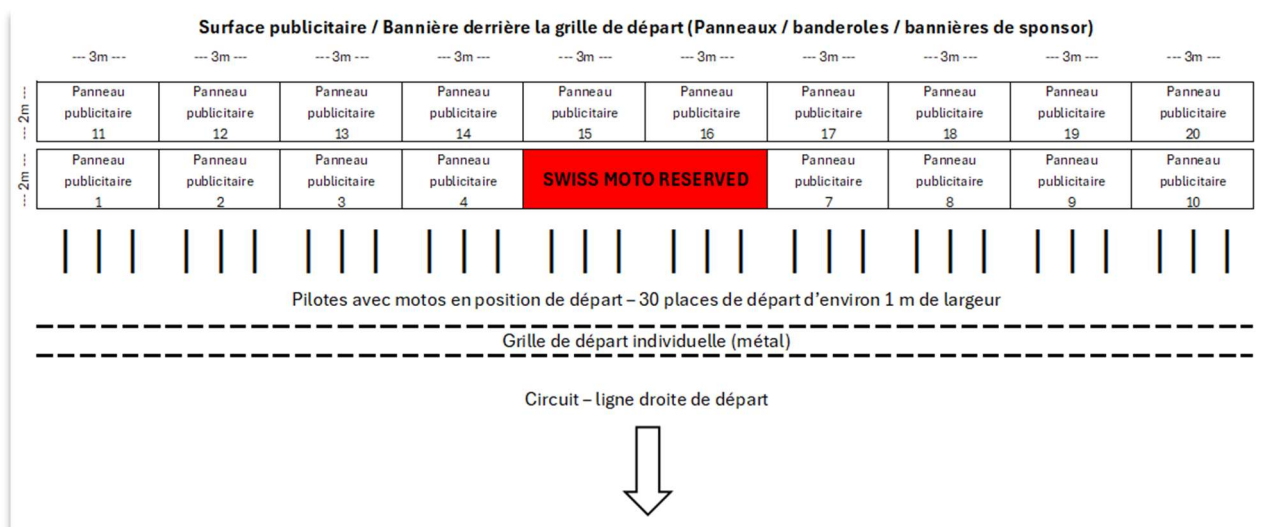 Surface publicitaire / Bannière derrière la grille de départ (Panneaux / banderoles / bannières de sponsor)
--- 3m --- --- 3m --- --- 3m --- --- 3m --- --- 3m --- --- 3m --- --- 3m --- --- 3m --- --- 3m --- --- 3m ---
--- 2m ---
Panneau Panneau Panneau Panneau Panneau Panneau Panneau Panneau Panneau Panneau
publicitaire publicitaire publicitaire publicitaire publicitaire publicitaire publicitaire publicitaire publicitaire publicitaire
11 12 13 14 15 16 17 18 19 20
--- 2m ---
Panneau Panneau Panneau Panneau Panneau Panneau Panneau Panneau
publicitaire publicitaire publicitaire publicitaire SWISS MOTO RESERVED publicitaire publicitaire publicitaire publicitaire
1 2 3 4 7 8 9 10
Pilotes avec motos en position de départ – 30 places de départ d'environ 1 m de largeur
Grille de départ individuelle (métal)
Circuit – ligne droite de départ